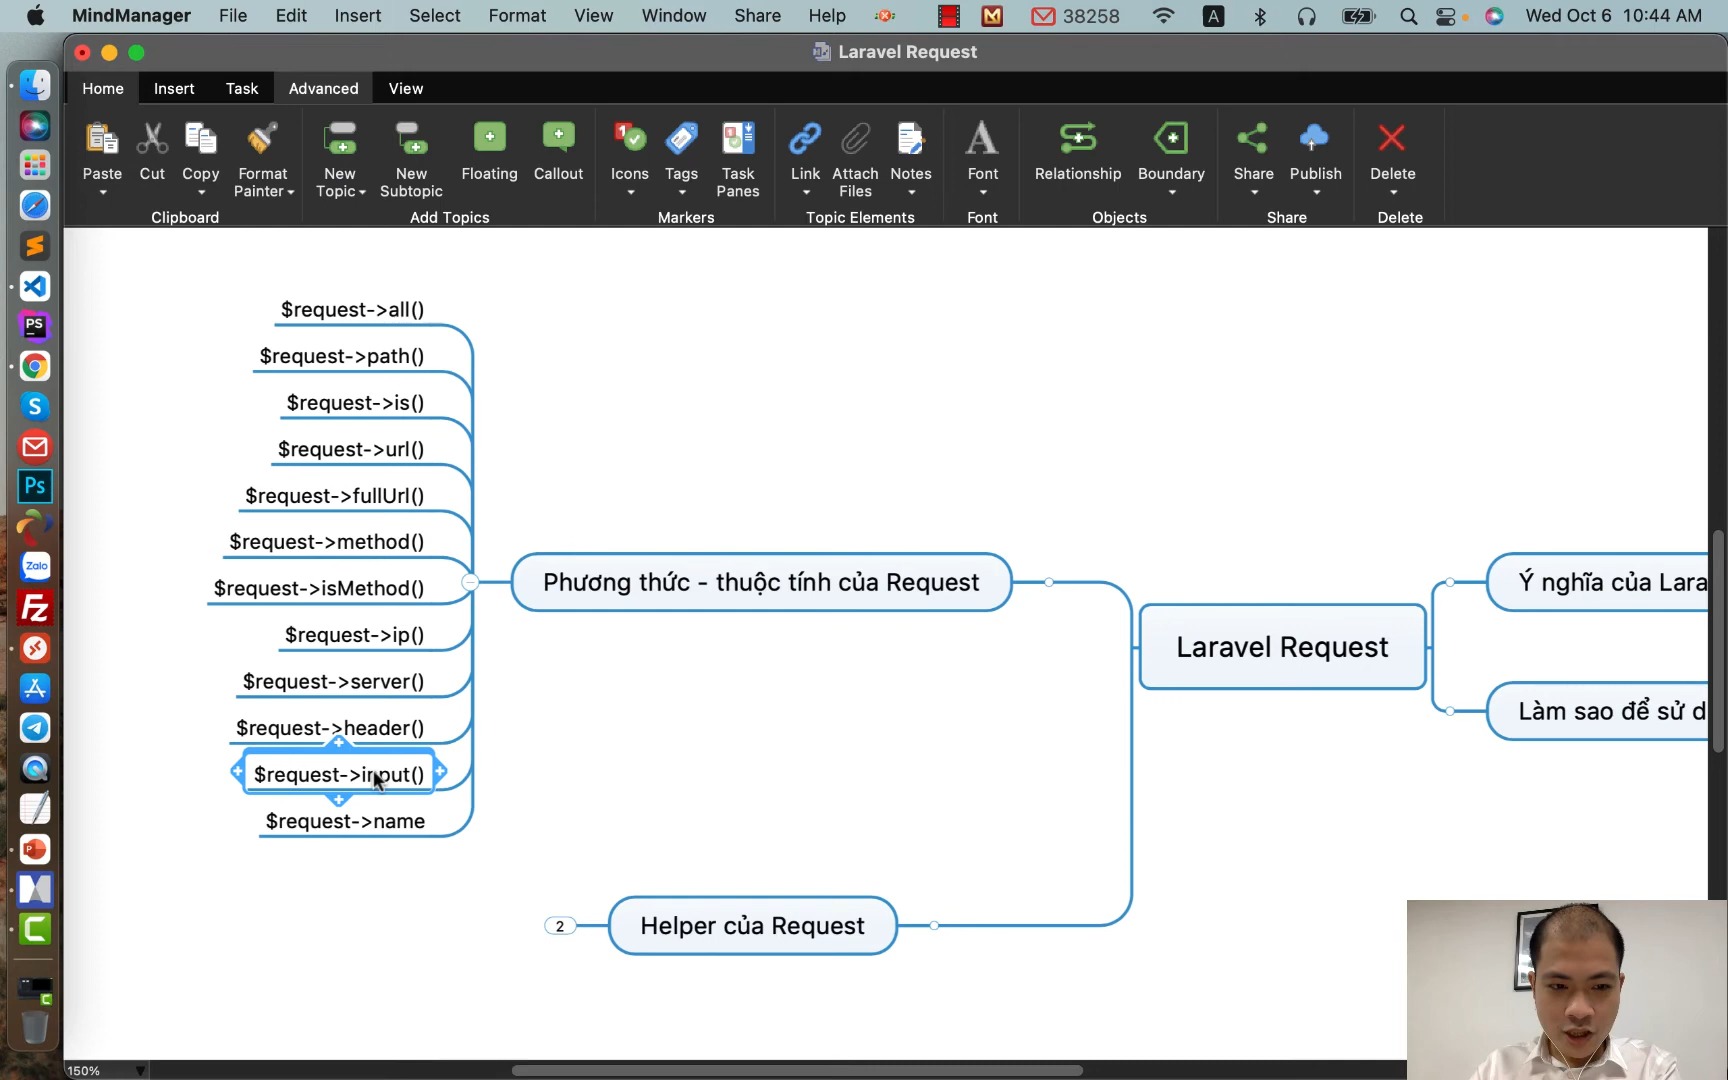 MindManager File Edit Insert Select Format View Window Share Help 38258 A Wed Oct 6 10:44 AM
Laravel Request
Home Insert Task Advanced View
Paste Cut Copy Format Painter New Topic New Subtopic Floating Callout Icons Tags Task Panes Link Attach Files Notes Font Relationship Boundary Share Publish Delete
Clipboard Add Topics Markers Topic Elements Font Objects Share Delete
$request->all()
$request->path()
$request->is()
$request->url()
$request->fullUrl()
$request->method()
$request->isMethod()
$request->ip()
$request->server()
$request->header()
$request->input()
$request->name
Phương thức - thuộc tính của Request
Laravel Request
Ý nghĩa của Lara
Làm sao để sử d
2
Helper của Request
PS
S
Ps
Zalo
FZ
P
C
150%